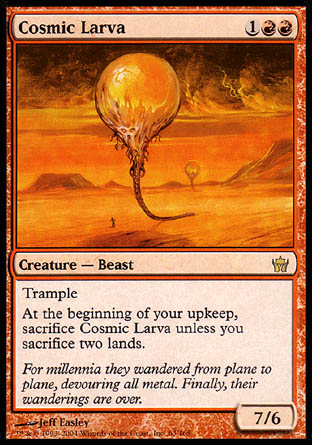 Cosmic Larva 1
Creature — Beast
Trample
At the beginning of your upkeep,
sacrifice Cosmic Larva unless you
sacrifice two lands.
For millennia they wandered from plane to
plane, devouring all metal. Finally, their
wanderings are over.
Jeff Easley
7/6